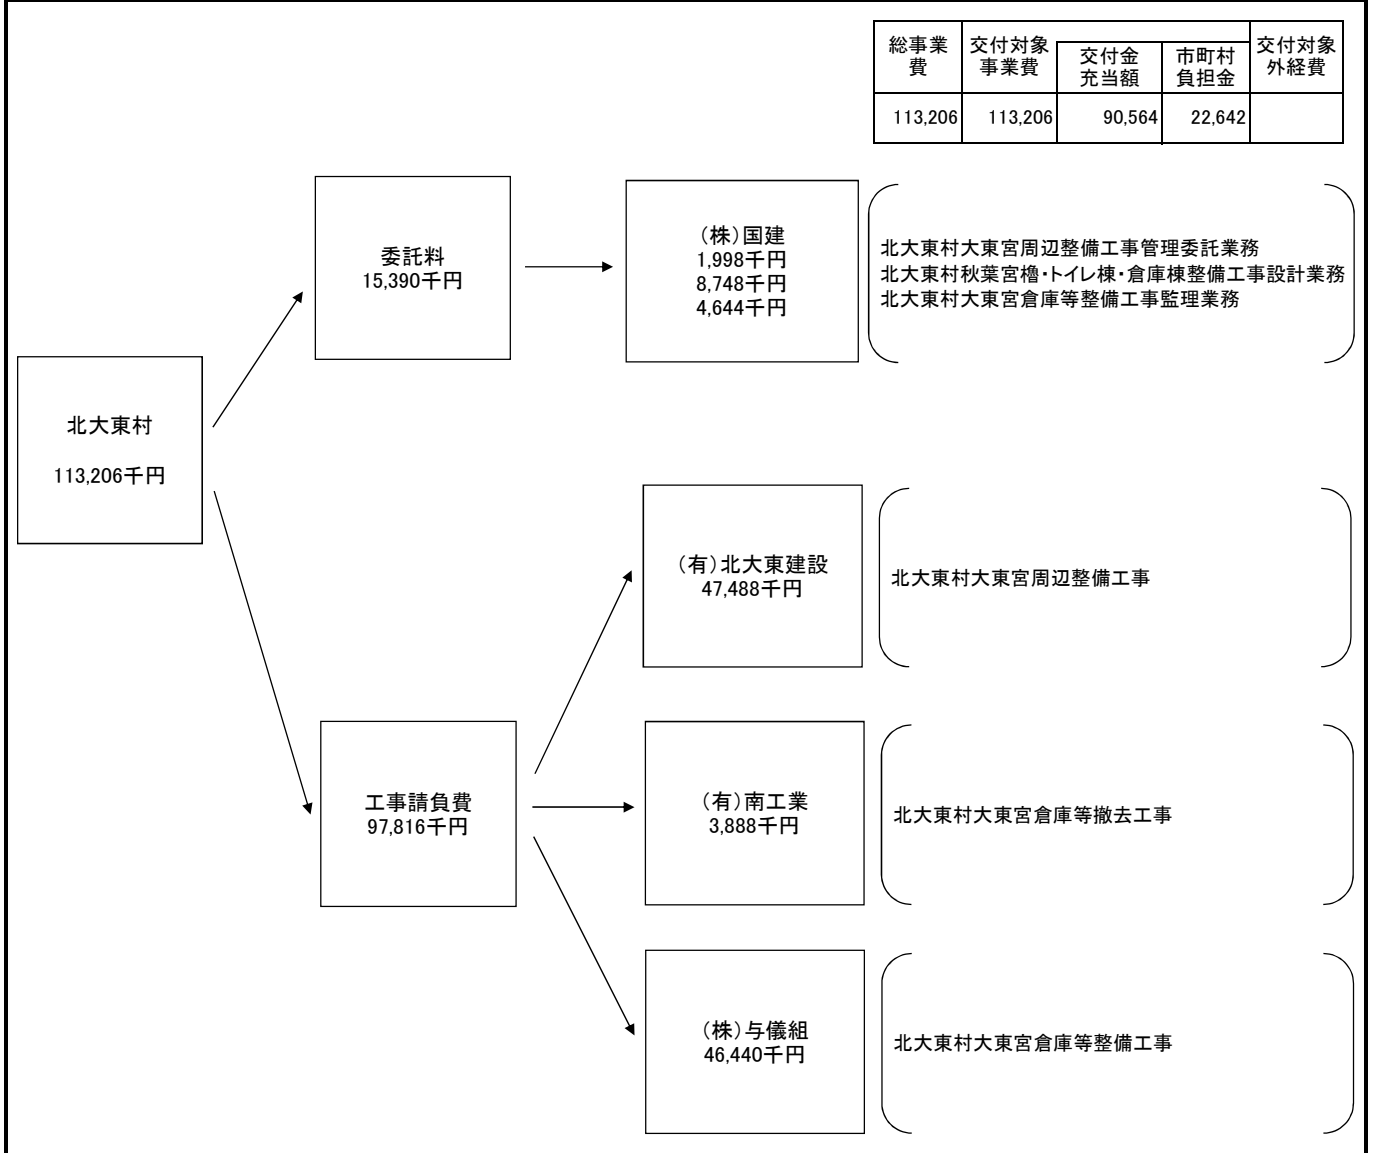 総事業費
交付対象事業費
交付金充当額
市町村負担金
交付対象外経費
113,206
113,206
90,564
22,642
委託料
15,390千円
（株）国建
1,998千円
8,748千円
4,644千円
北大東村大東宮周辺整備工事管理委託業務
北大東村秋葉宮櫓・トイレ棟・倉庫棟整備工事設計業務
北大東村大東宮倉庫等整備工事監理業務
北大東村
113,206千円
（有）北大東建設
47,488千円
北大東村大東宮周辺整備工事
工事請負費
97,816千円
（有）南工業
3,888千円
北大東村大東宮倉庫等撤去工事
（株）与儀組
46,440千円
北大東村大東宮倉庫等整備工事